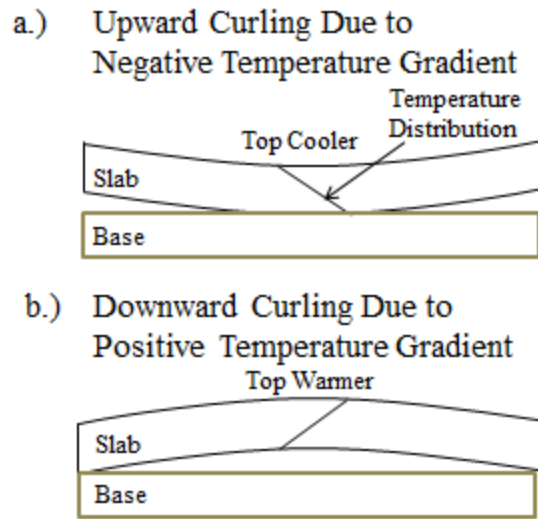 a.) Upward Curling Due to
Negative Temperature Gradient
Temperature
Distribution
Top Cooler
Slab
Base
b.) Downward Curling Due to
Positive Temperature Gradient
Top Warmer
Slab
Base